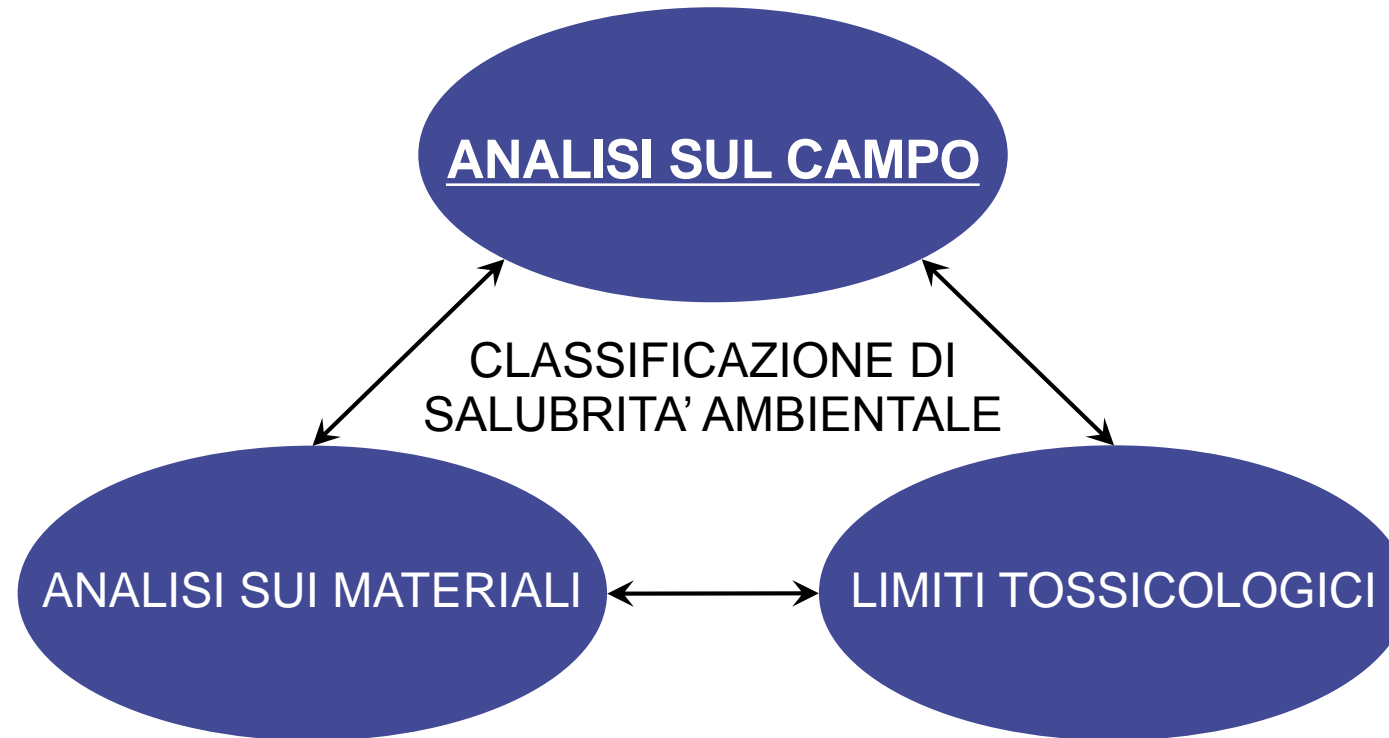 ANALISI SUL CAMPO
CLASSIFICAZIONE DI
SALUBRITA’ AMBIENTALE
ANALISI SUI MATERIALI
LIMITI TOSSICOLOGICI